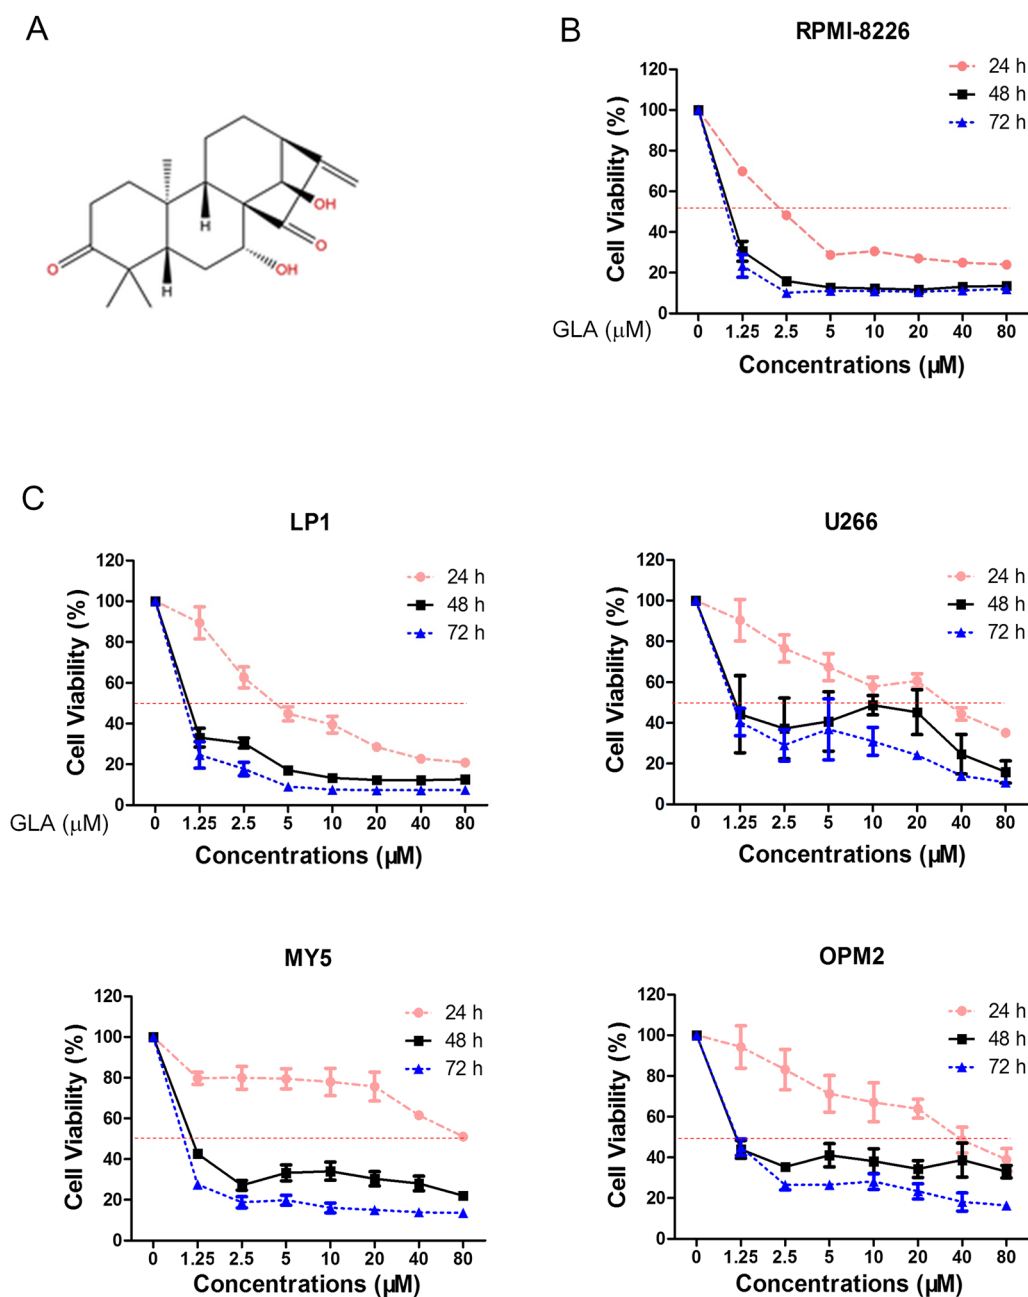 A
H
H
OH
OH
O
O
B
RPMI-8226
24 h
48 h
72 h
Cell Viability (%)
120
100
80
60
40
20
0
0 1.25 2.5 5 10 20 40 80
GLA (μM)
Concentrations (μM)
C
LP1
24 h
48 h
72 h
Cell Viability (%)
120
100
80
60
40
20
0
0 1.25 2.5 5 10 20 40 80
GLA (μM)
Concentrations (μM)
U266
24 h
48 h
72 h
Cell Viability (%)
120
100
80
60
40
20
0
0 1.25 2.5 5 10 20 40 80
Concentrations (μM)
MY5
24 h
48 h
72 h
Cell Viability (%)
120
100
80
60
40
20
0
0 1.25 2.5 5 10 20 40 80
Concentrations (μM)
OPM2
24 h
48 h
72 h
Cell Viability (%)
120
100
80
60
40
20
0
0 1.25 2.5 5 10 20 40 80
Concentrations (μM)